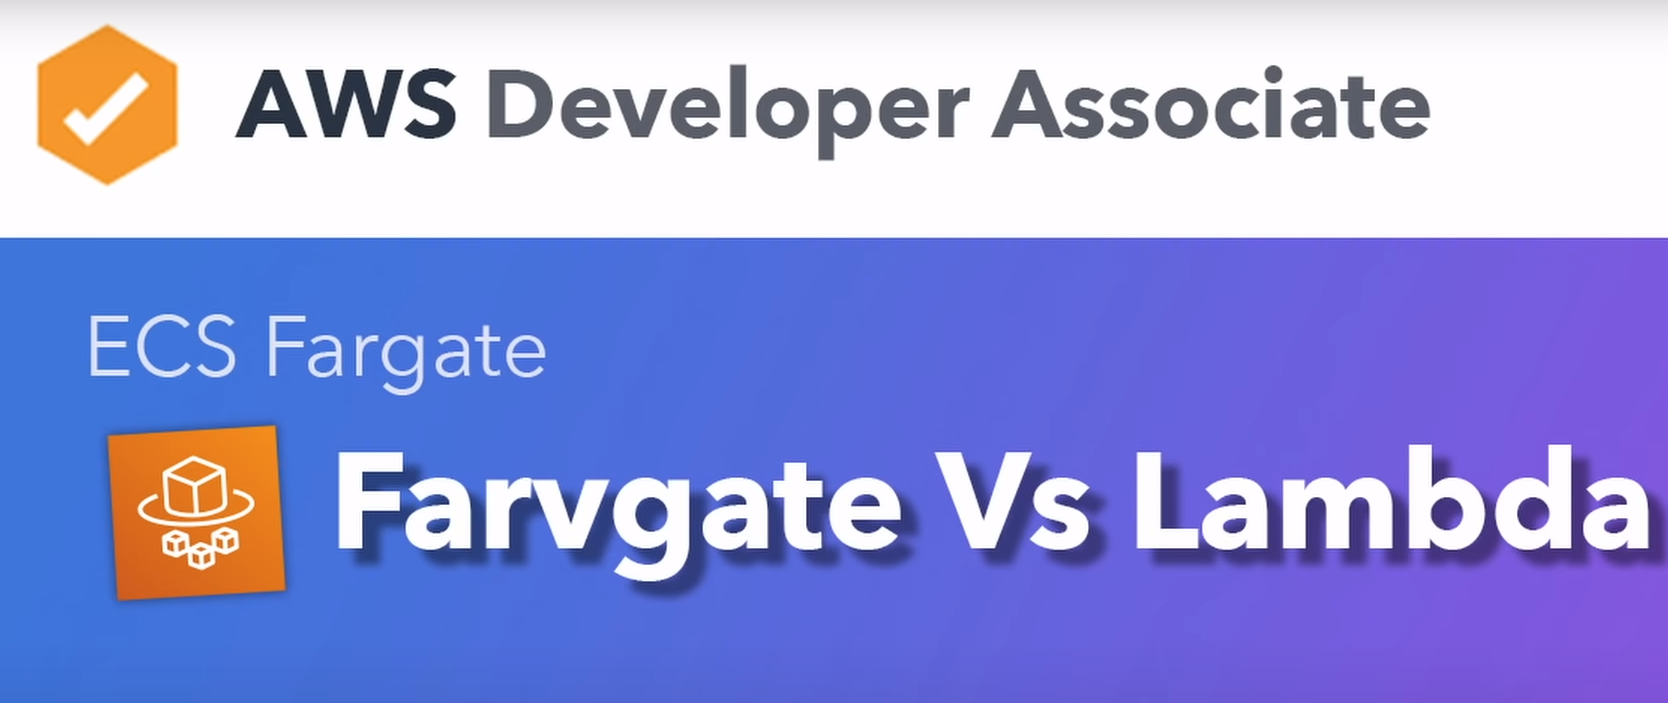 AWS Developer Associate
ECS Fargate
Farvgate Vs Lambda